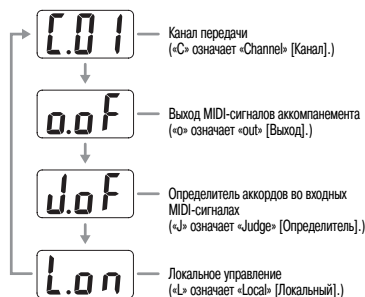 C.01
Канал передачи
(«C» означает «Channel» [Канал].)
o.oF
Выход MIDI-сигналов аккомпанемента
(«o» означает «out» [Выход].)
J.oF
Определитель аккордов во входных
MIDI-сигналах
(«J» означает «Judge» [Определитель].)
L.on
Локальное управление
(«L» означает «Local» [Локальный].)